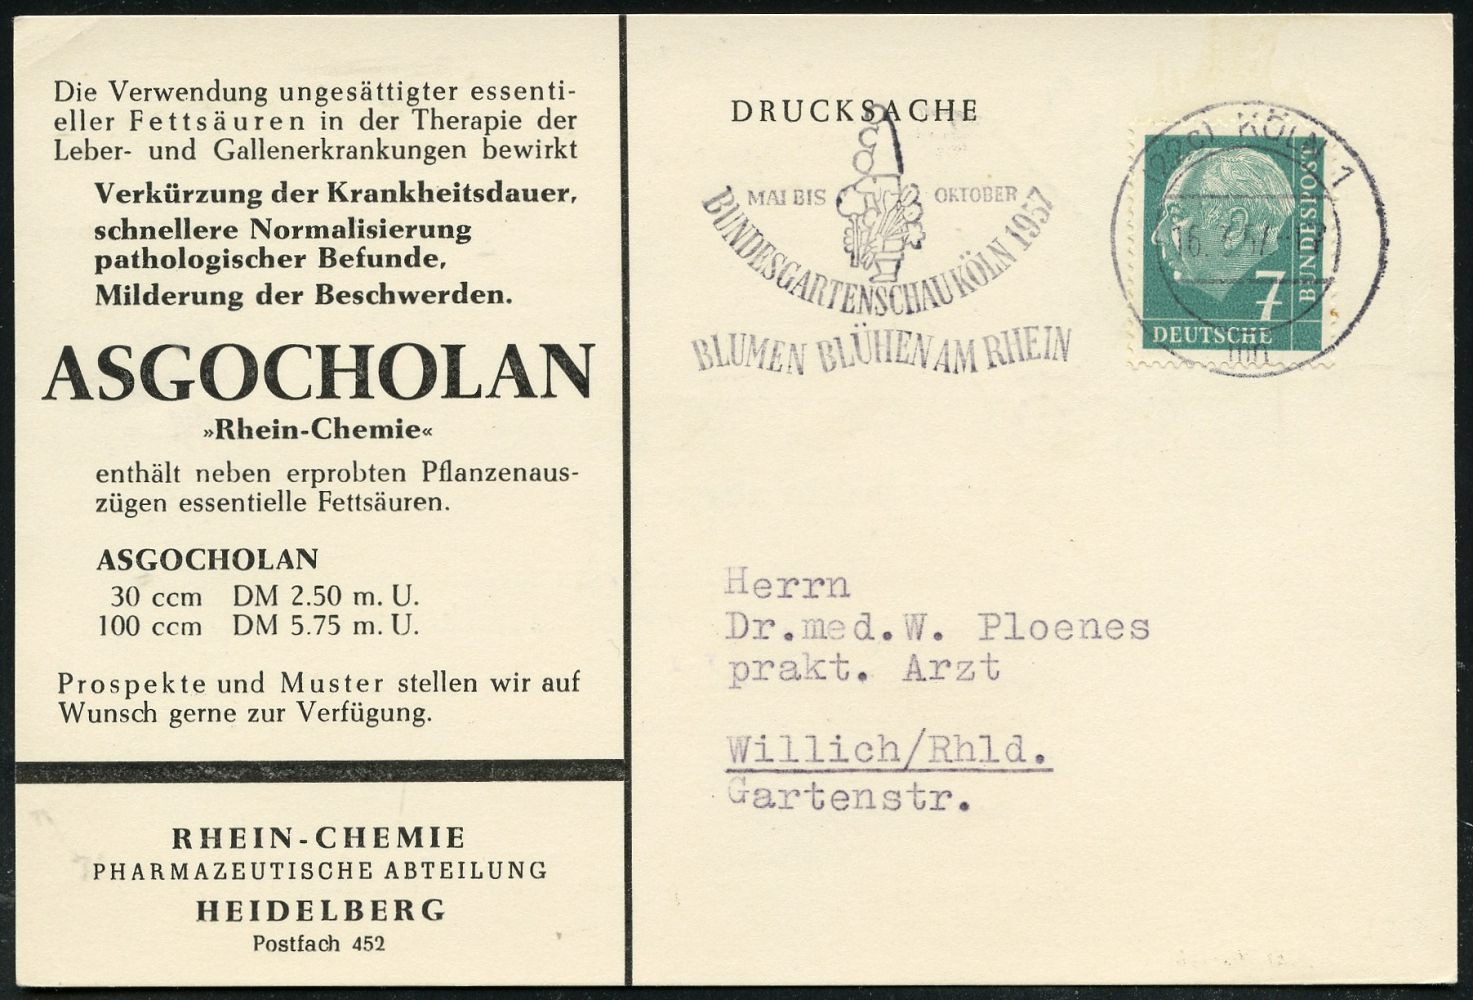 Die Verwendung ungesättigter essenti-
eller Fettsäuren in der Therapie der
Leber- und Gallenerkrankungen bewirkt
Verkürzung der Krankheitsdauer,
schnellere Normalisierung
pathologischer Befunde,
Milderung der Beschwerden.
ASGOCHOLAN
»Rhein-Chemie«
enthält neben erprobten Pflanzenaus-
zügen essentielle Fettsäuren.
ASGOCHOLAN
30 ccm DM 2.50 m. U.
100 ccm DM 5.75 m. U.
Prospekte und Muster stellen wir auf
Wunsch gerne zur Verfügung.
RHEIN-CHEMIE
PHARMAZEUTISCHE ABTEILUNG
HEIDELBERG
Postfach 452
DRUCKSACHE
MAI BIS OKTOBER
BUNDESGARTENSCHAU KÖLN 1957
BLUMEN BLÜHEN AM RHEIN
KÖLN 1
7
DEUTSCHE
BUNDESPOST
Herrn
Dr.med.W. Ploenes
prakt. Arzt
Willich/Rhld.
Gartenstr.